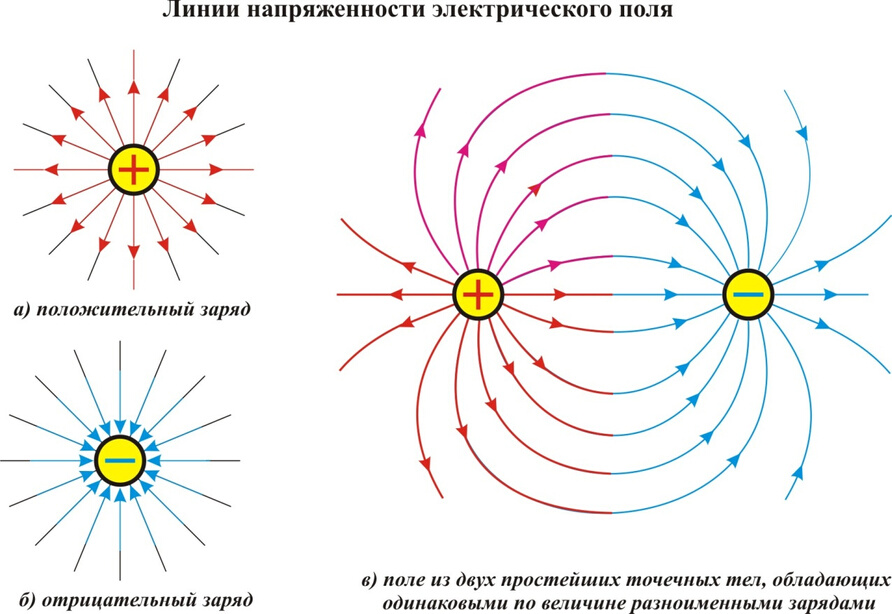 Линии напряженности электрического поля
+
а) положительный заряд
−
б) отрицательный заряд
+
−
в) поле из двух простейших точечных тел, обладающих
одинаковыми по величине разноименными зарядами